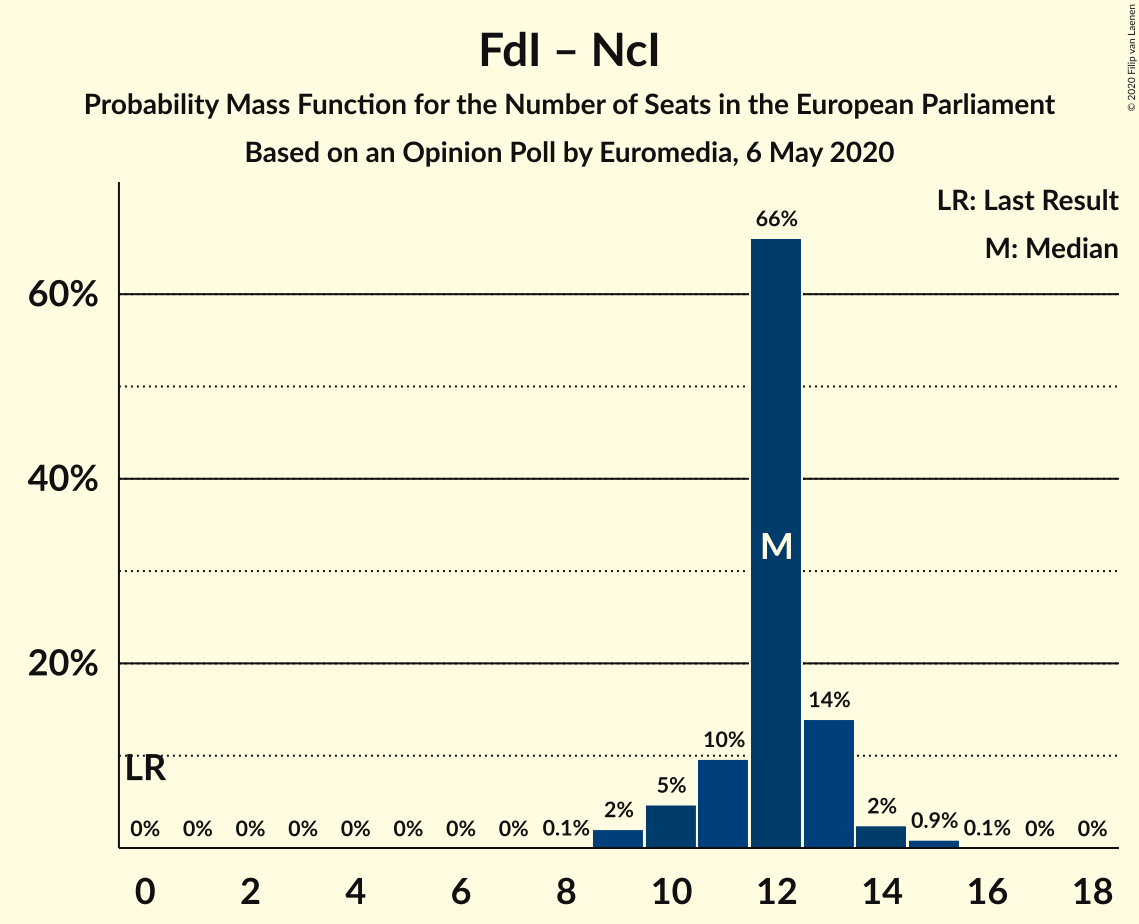 FdI – NcI
Probability Mass Function for the Number of Seats in the European Parliament
Based on an Opinion Poll by Euromedia, 6 May 2020
© 2020 Filip van Laenen
LR: Last Result
M: Median
60%
40%
20%
66%
M
14%
10%
5%
2%
2%
0.9%
LR
0% 0% 0% 0% 0% 0% 0% 0% 0.1% 0.1% 0% 0%
0 2 4 6 8 10 12 14 16 18